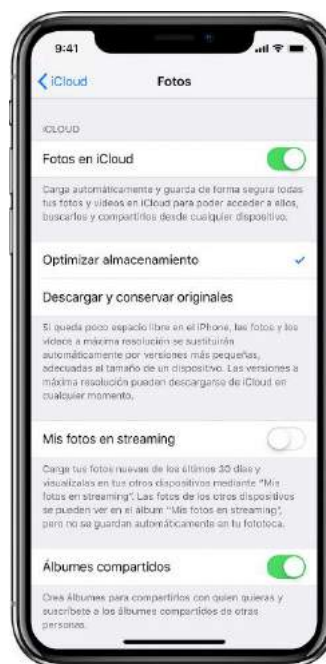 9:41
iCloud
Fotos
ICLOUD
Fotos en iCloud
Carga automáticamente y guarda de forma segura todas
tus fotos y vídeos en iCloud para poder acceder a ellos,
buscarlos y compartirlos desde cualquier dispositivo.
Optimizar almacenamiento
Descargar y conservar originales
Si queda poco espacio libre en el iPhone, las fotos y los
vídeos a máxima resolución se sustituirán
automáticamente por versiones más pequeñas,
adecuadas al tamaño de un dispositivo. Las versiones a
máxima resolución pueden descargarse de iCloud en
cualquier momento.
Mis fotos en streaming
Carga tus fotos nuevas de los últimos 30 días y
visualízalas en tus otros dispositivos mediante "Mis
fotos en streaming". Las fotos de los otros dispositivos
se pueden ver en el álbum "Mis fotos en streaming",
pero no se guardan automáticamente en tu fototeca.
Álbumes compartidos
Crea álbumes para compartirlos con quien quieras y
suscríbete a los álbumes compartidos de otras
personas.